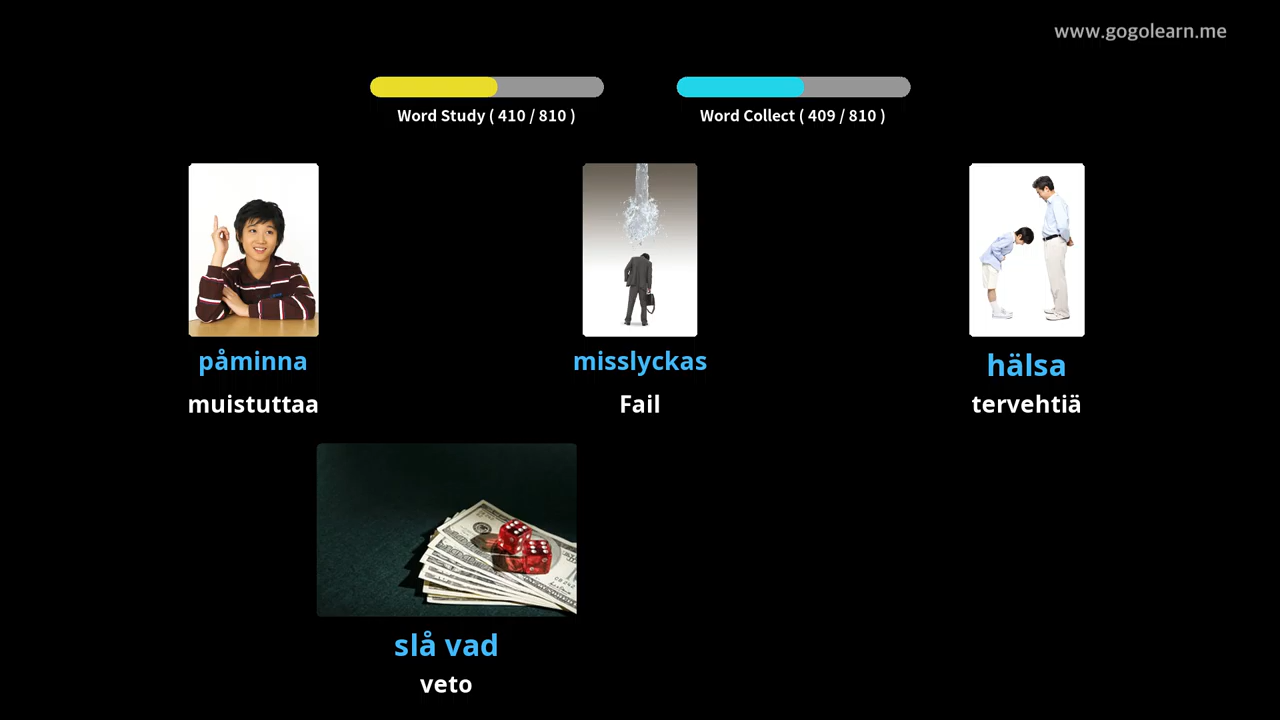 www.gogolearn.me
Word Study ( 410 / 810 )
Word Collect ( 409 / 810 )
påminna
misslyckas
hälsa
muistuttaa
Fail
tervehtiä
slå vad
veto